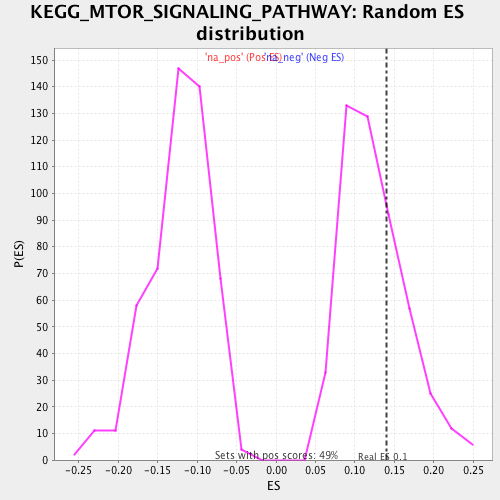 KEGG_MTOR_SIGNALING_PATHWAY: Random ES
distribution
'na_pos' (Pos ES)
'na_neg' (Neg ES)
150
140
130
120
110
100
90
80
70
60
50
40
30
20
10
0
P(ES)
Sets with pos scores: 49%
Real ES 0.1
-0.25 -0.20 -0.15 -0.10 -0.05 0.00 0.05 0.10 0.15 0.20 0.25
ES